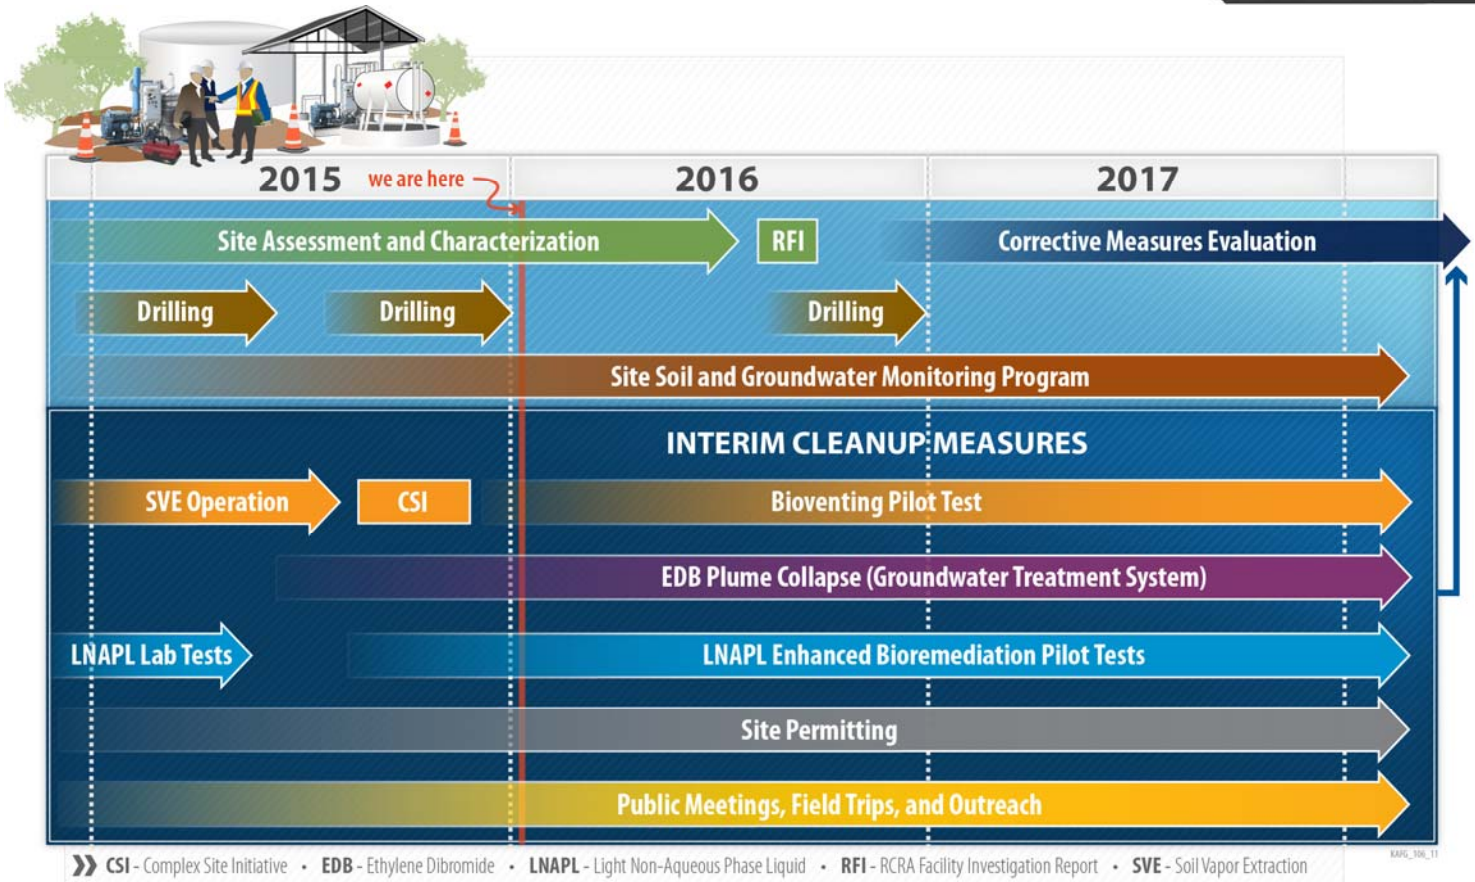 2015 we are here 2016 2017
Site Assessment and Characterization RFI Corrective Measures Evaluation
Drilling Drilling Drilling
Site Soil and Groundwater Monitoring Program
INTERIM CLEANUP MEASURES
SVE Operation CSI Bioventing Pilot Test
EDB Plume Collapse (Groundwater Treatment System)
LNAPL Lab Tests LNAPL Enhanced Bioremediation Pilot Tests
Site Permitting
Public Meetings, Field Trips, and Outreach
CSI - Complex Site Initiative • EDB - Ethylene Dibromide • LNAPL - Light Non-Aqueous Phase Liquid • RFI - RCRA Facility Investigation Report • SVE - Soil Vapor Extraction
KAFG_106_11